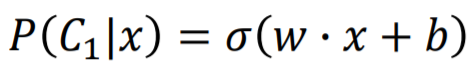 P(C₁|x) = σ(w · x + b)